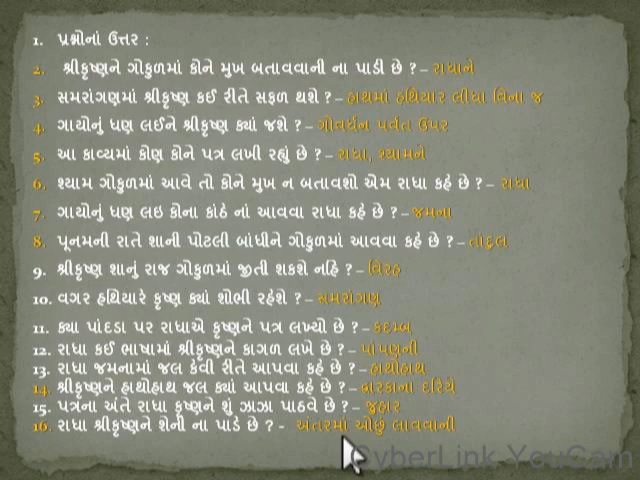 1. પ્રશ્નોનાં ઉત્તર :
2. શ્રીકૃષ્ણને ગોકુળમાં કોને મુખ બતાવવાની ના પાડી છે ? – રાધાને
3. સમરાંગણમાં શ્રીકૃષ્ણ કઈ રીતે સફળ થશે ? – હાથમાં હથિયાર લીધા વિના જ
4. ગાયોનું ધણ લઈને શ્રીકૃષ્ણ ક્યાં જશે ? – ગોવર્ધન પર્વત ઉપર
5. આ કાવ્યમાં કોણ કોને પત્ર લખી રહ્યું છે ? – રાધા, શ્યામને
6. શ્યામ ગોકુળમાં આવે તો કોને મુખ ન બતાવશો એમ રાધા કહે છે ? – રાધા
7. ગાયોનું ધણ લઇ કોના કાંઠે નાં આવવા રાધા કહે છે ? – જમના
8. પૂનમની રાતે શાની પોટલી બાંધીને ગોકુળમાં આવવા કહે છે ? – તાંદુલ
9. શ્રીકૃષ્ણ શાનું રાજ ગોકુળમાં જીતી શકશે નહિ ? – વિરહ
10. વગર હથિયારે કૃષ્ણ ક્યાં શોભી રહેશે ? – સમરાંગણ
11. ક્યા પાંદડા પર રાધાએ કૃષ્ણને પત્ર લખ્યો છે ? – કદમ્બ
12. રાધા કઈ ભાષામાં શ્રીકૃષ્ણને કાગળ લખે છે ? – પાંપણની
13. રાધા જમનામાં જલ કેવી રીતે આપવા કહે છે ? – હાથોહાથ
14. શ્રીકૃષ્ણને હાથોહાથ જલ ક્યાં આપવા કહે છે ? – દ્વારકાના દરિયે
15. પત્રના અંતે રાધા કૃષ્ણને શું ઝાઝા પાઠવે છે ? – જુહાર
16. રાધા શ્રીકૃષ્ણને શેની ના પાડે છે ? - અંતરમાં ઓછું લાવવાની
CyberLink YouCam